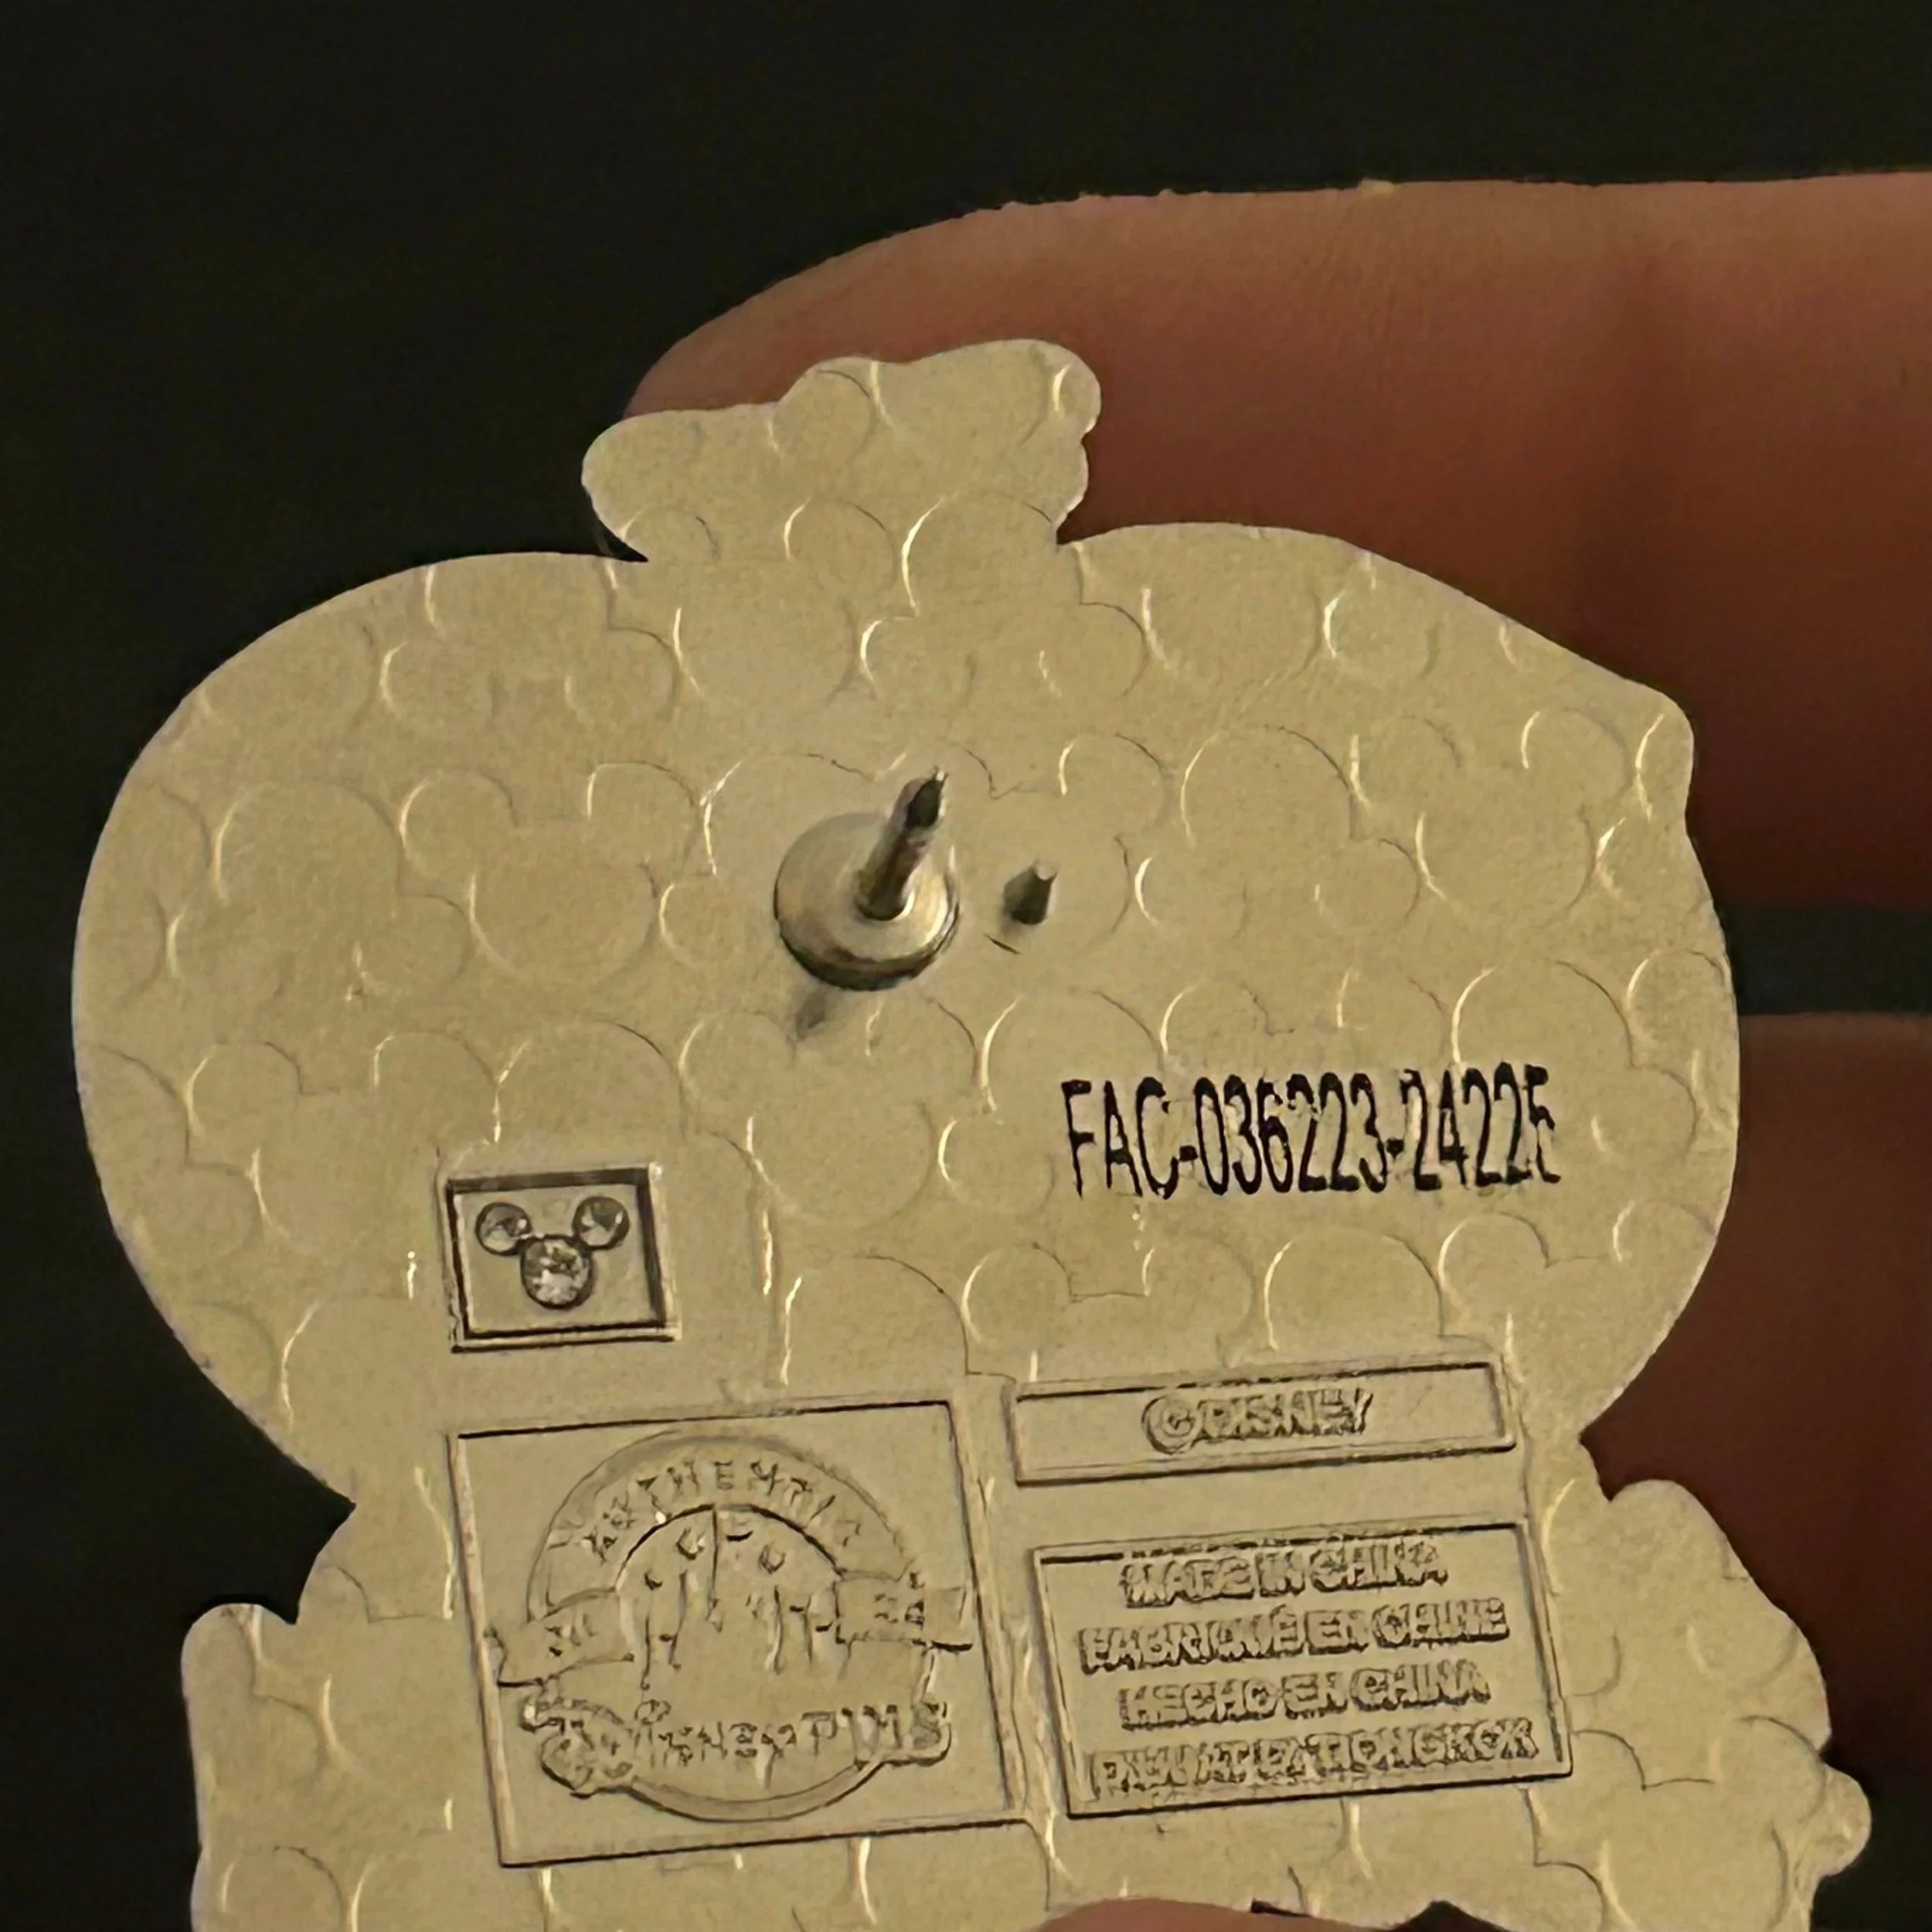 FAC-036223-24225
©DISNEY
AUTHENTIC
Disney PINS
MADE IN CHINA
FABRIQUÉ EN CHINE
HECHO EN CHINA